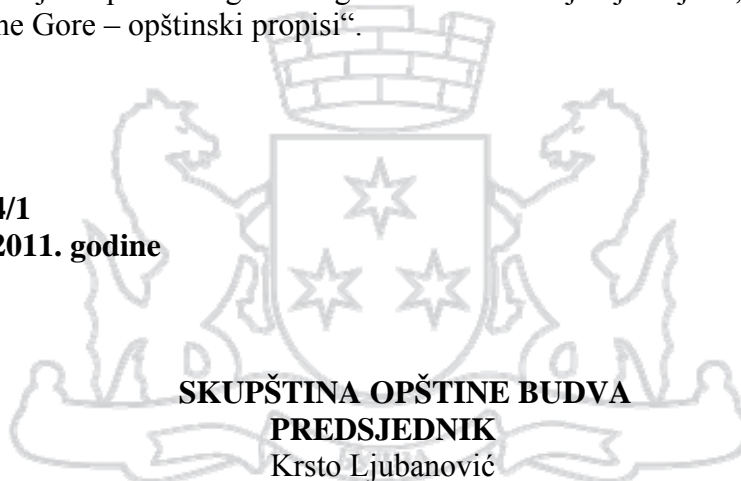 ne Gore – opštinski propisi“.
4/1
2011. godine
SKUPŠTINA OPŠTINE BUDVA
PREDSJEDNIK
Krsto Ljubanović